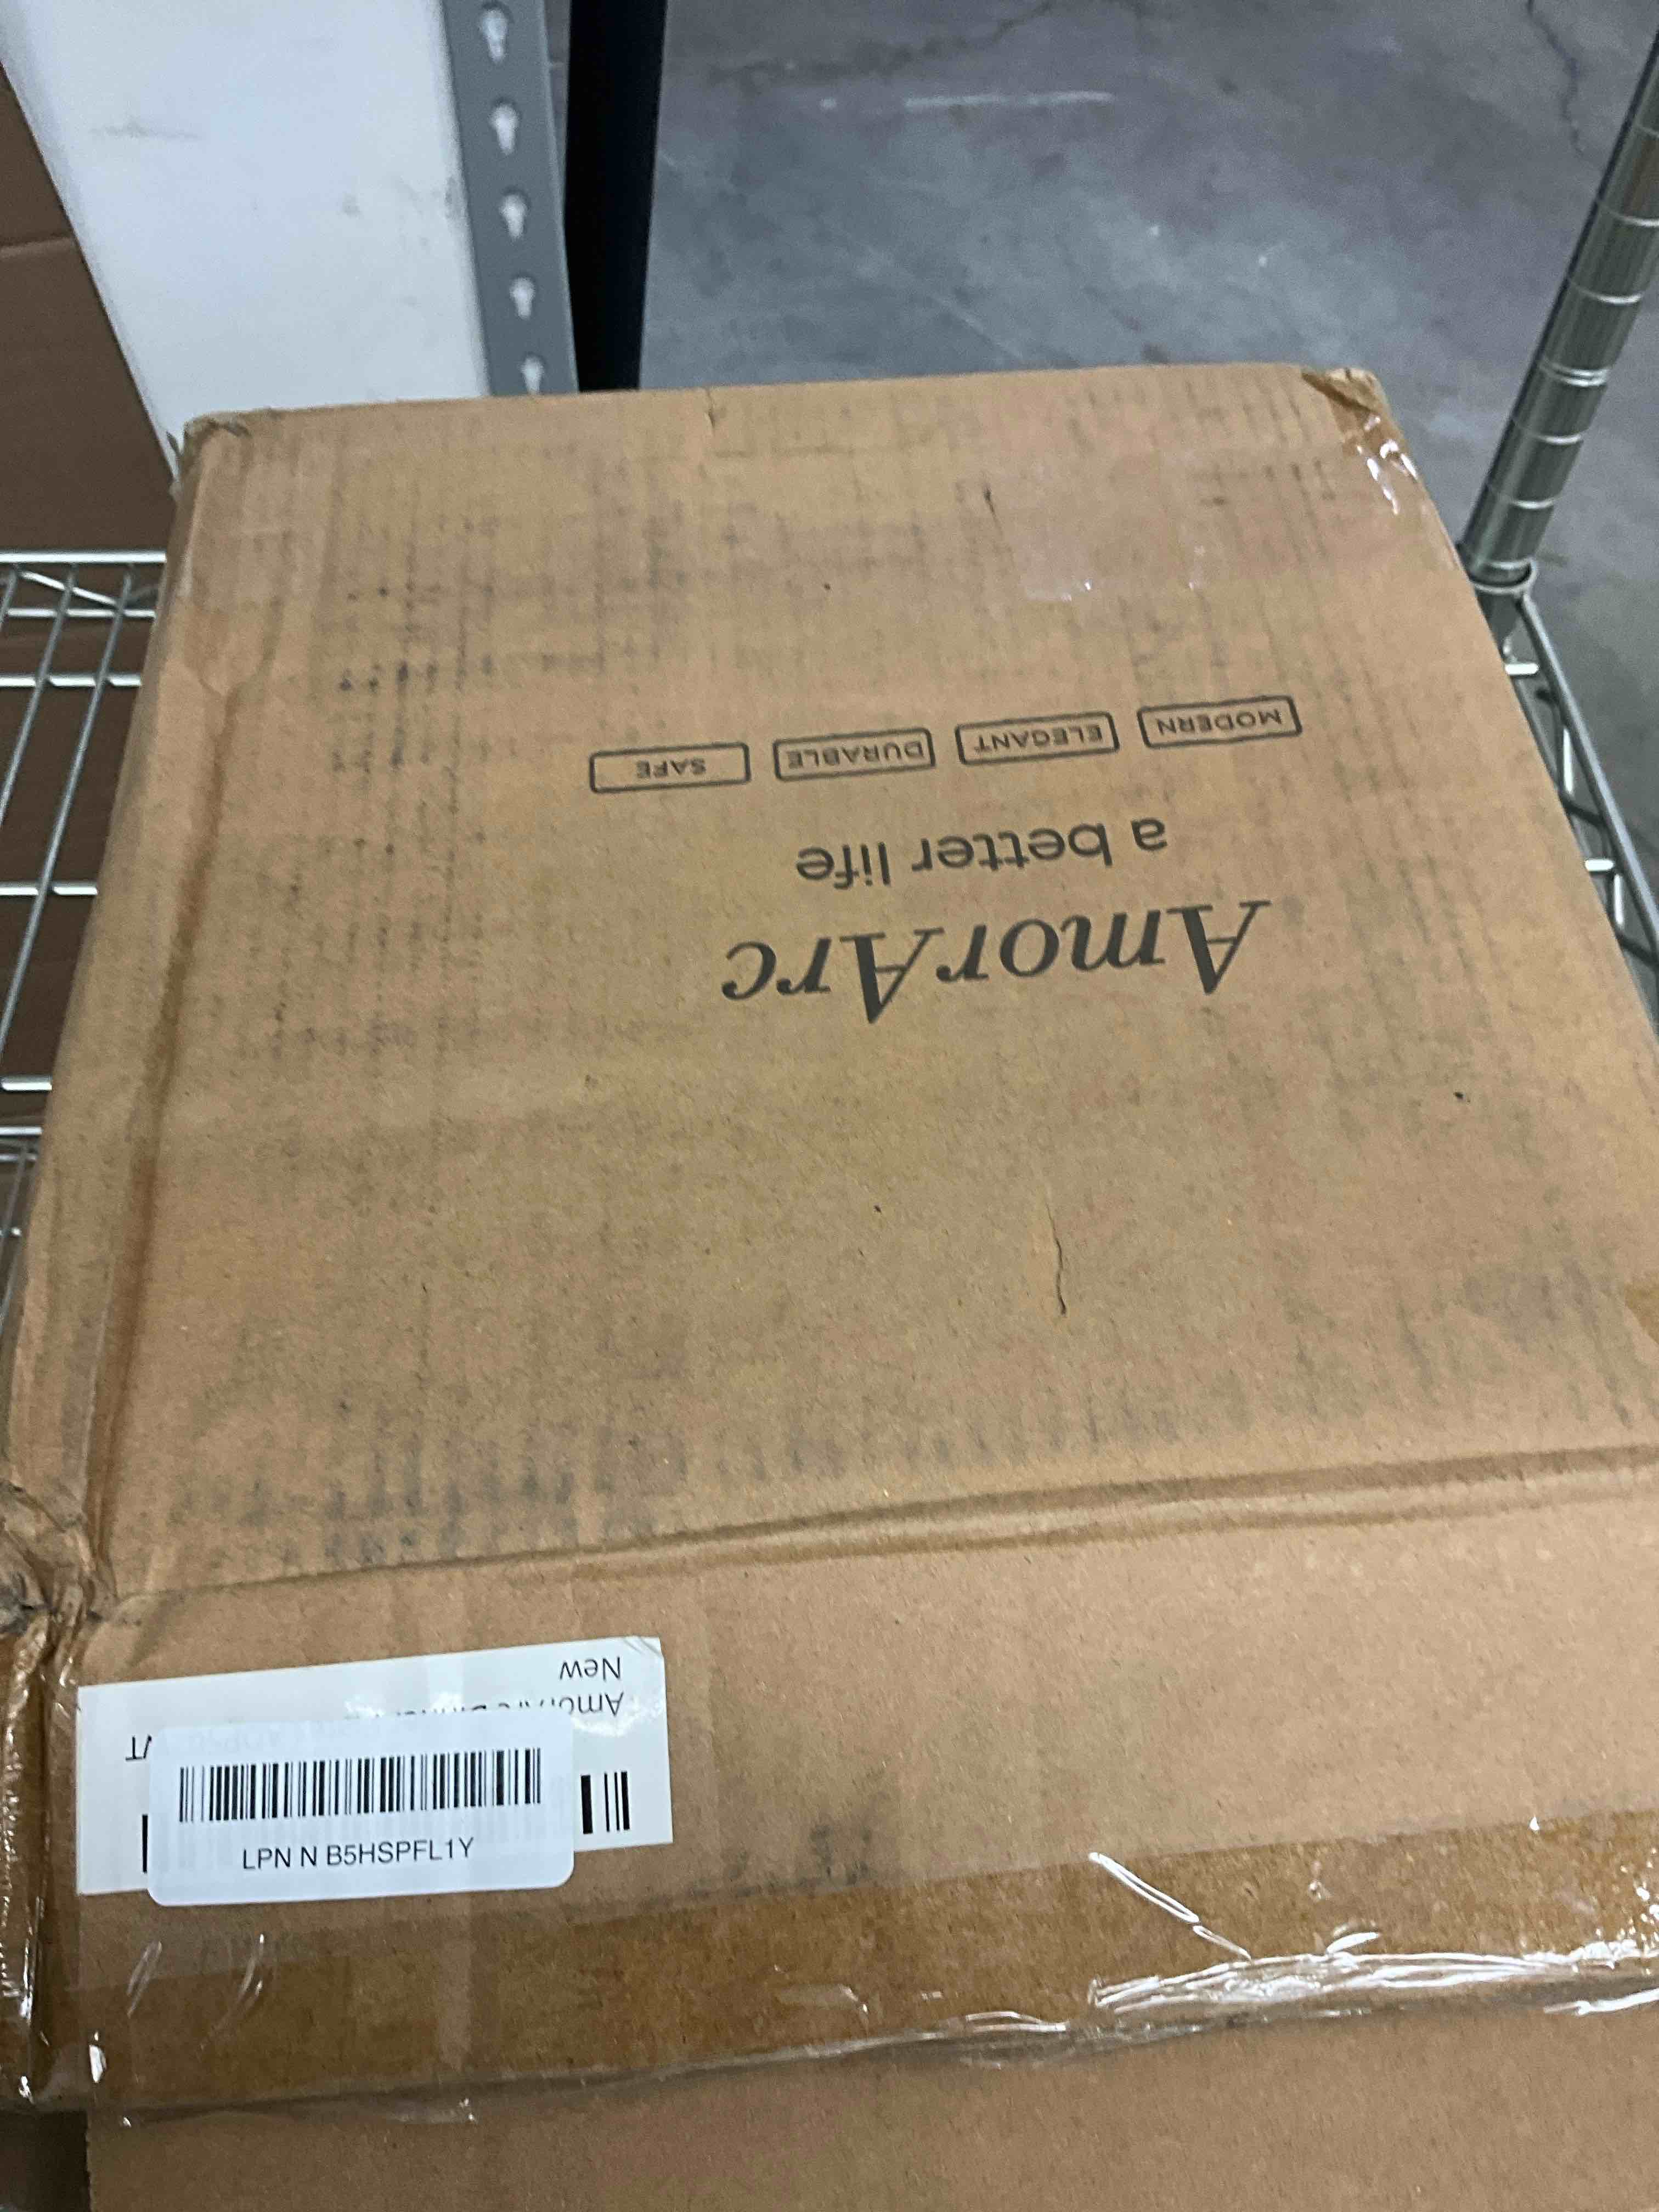 AmorArc
a better life
MODERN ELEGANT DURABLE SAFE
LPN N B5HSPFL1Y
New